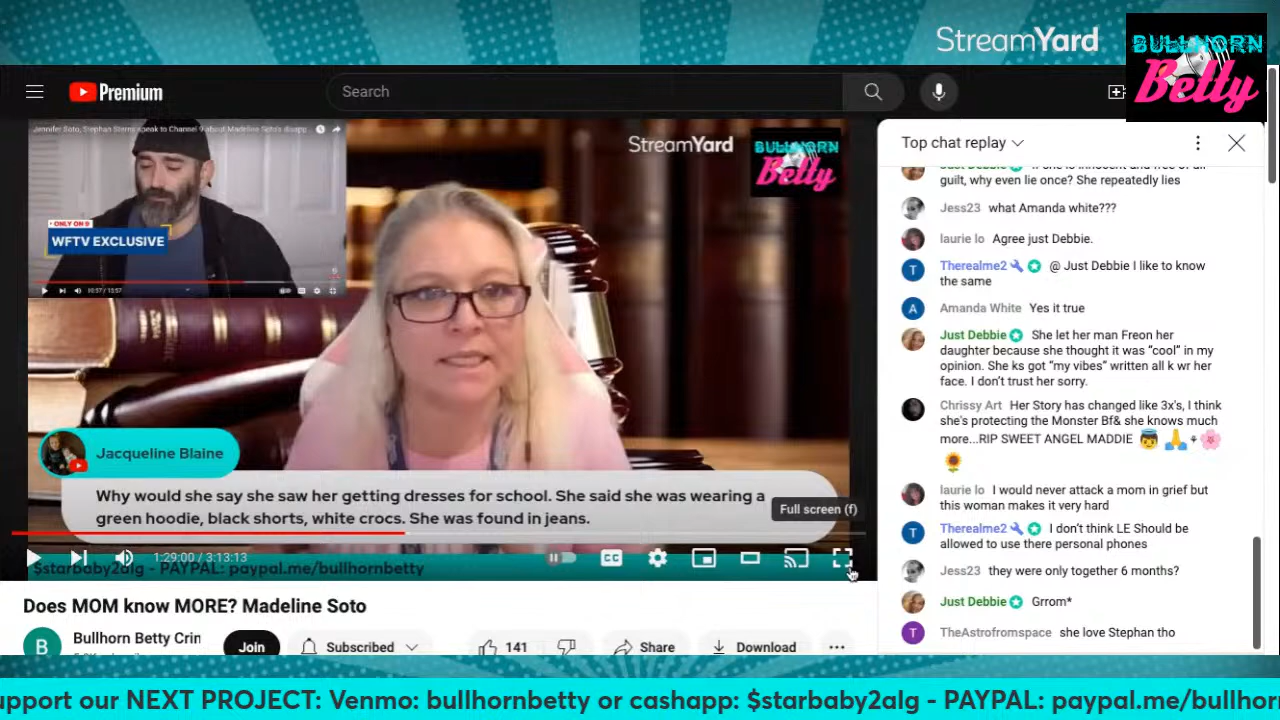 StreamYard
BULLHORN
Betty
Premium
Search
Jennifer Soto, Stephan Sterns speak to Channel 9 about Madeline Soto's disapp...
ONLY ON 9
WFTV EXCLUSIVE
10:57 / 13:57
StreamYard
BULLHORN
Betty
Jacqueline Blaine
Why would she say she saw her getting dresses for school. She said she was wearing a
green hoodie, black shorts, white crocs. She was found in jeans.
Full screen (f)
1:29:00 / 3:13:13
CC
$starbaby2alg - PAYPAL: paypal.me/bullhornbetty
Does MOM know MORE? Madeline Soto
B
Bullhorn Betty Crin
Join
Subscribed
141
Share
Download
Top chat replay
guilt, why even lie once? She repeatedly lies
Jess23 what Amanda white???
laurie lo Agree just Debbie.
T
Therealme2 @ Just Debbie I like to know
the same
A
Amanda White Yes it true
Just Debbie She let her man Freon her
daughter because she thought it was “cool” in my
opinion. She ks got “my vibes” written all k wr her
face. I don’t trust her sorry.
Chrissy Art Her Story has changed like 3x's, I think
she's protecting the Monster Bf& she knows much
more...RIP SWEET ANGEL MADDIE
laurie lo I would never attack a mom in grief but
this woman makes it very hard
T
Therealme2 I don't think LE Should be
allowed to use there personal phones
Jess23 they were only together 6 months?
Just Debbie Grrom*
T
TheAstrofromspace she love Stephan tho
upport our NEXT PROJECT: Venmo: bullhornbetty or cashapp: $starbaby2alg - PAYPAL: paypal.me/bullhor